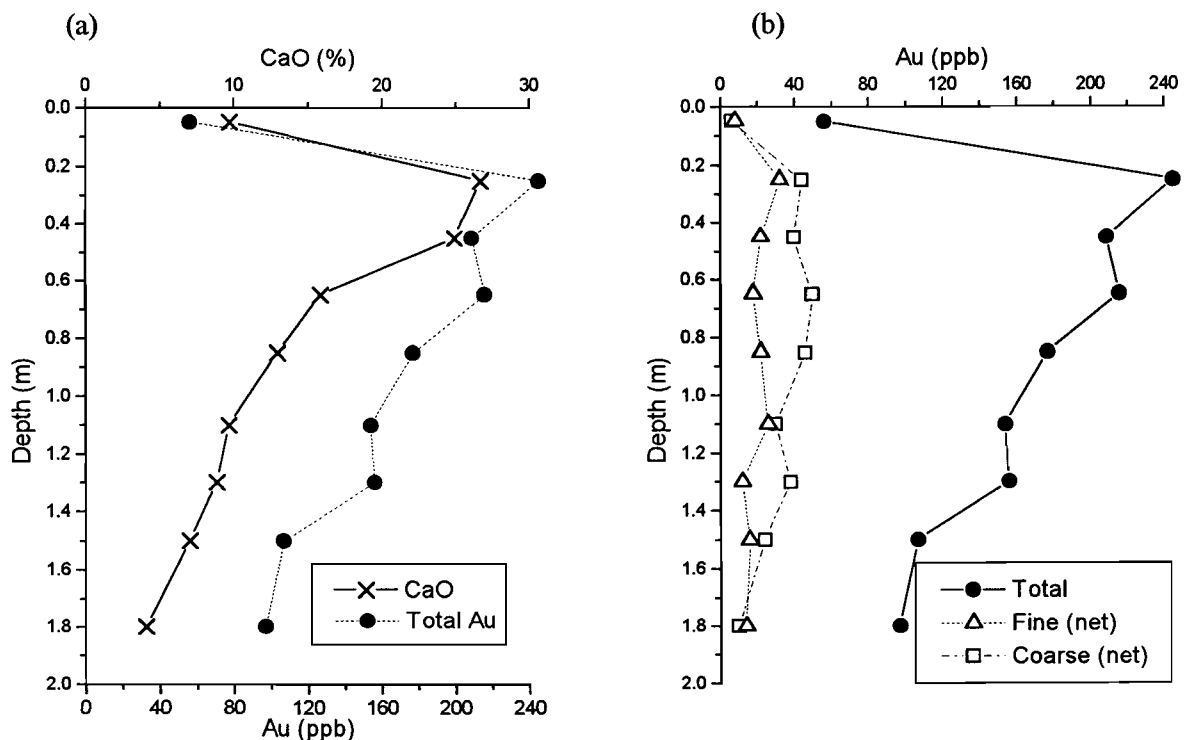 (a)
CaO (%)
0 10 20 30
0.0
0.2
0.4
0.6
0.8
1.0
1.2
1.4
1.6
1.8
2.0
Depth (m)
CaO
Total Au
0 40 80 120 160 200 240
Au (ppb)
(b)
Au (ppb)
0 40 80 120 160 200 240
0.0
0.2
0.4
0.6
0.8
1.0
1.2
1.4
1.6
1.8
2.0
Depth (m)
Total
Fine (net)
Coarse (net)